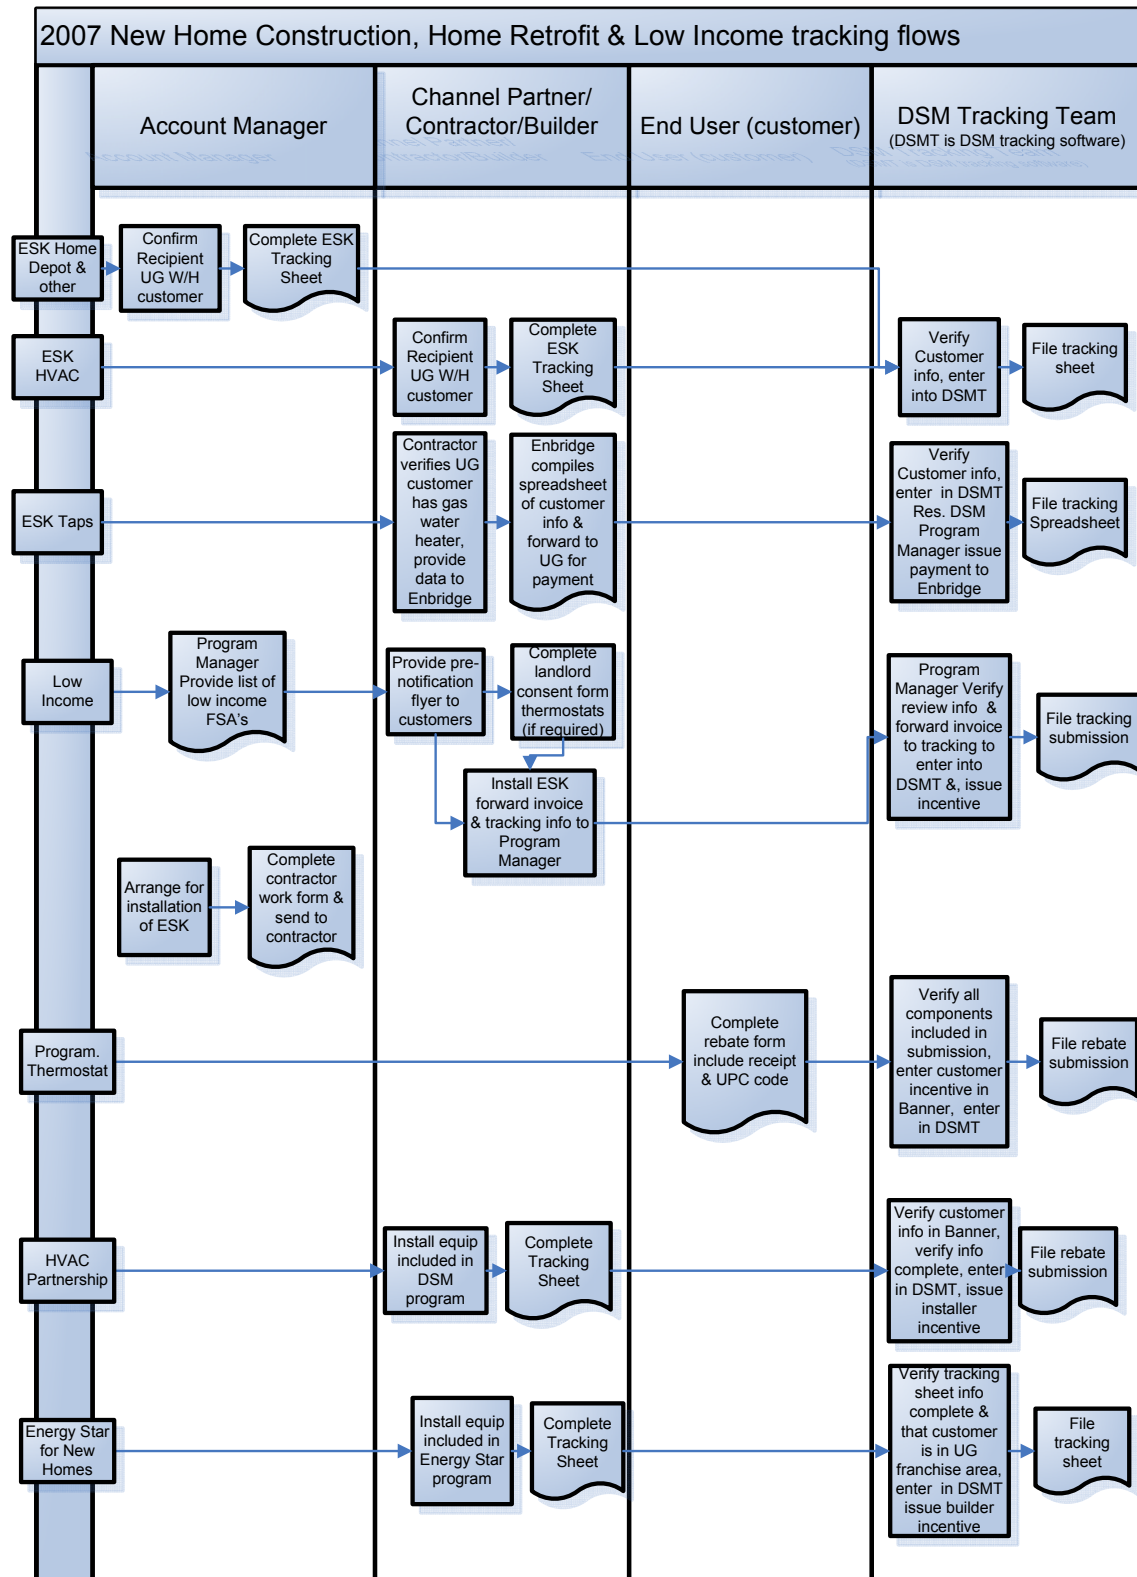 2007 New Home Construction, Home Retrofit & Low Income tracking flows
Account Manager
Channel Partner/
Contractor/Builder
End User (customer)
DSM Tracking Team
(DSMT is DSM tracking software)
ESK Home
Depot &
other
Confirm
Recipient
UG W/H
customer
Complete ESK
Tracking
Sheet
ESK
HVAC
Confirm
Recipient
UG W/H
customer
Complete
ESK
Tracking
Sheet
Verify
Customer
info, enter
into DSMT
File tracking
sheet
ESK Taps
Contractor
verifies UG
customer
has gas
water
heater,
provide
data to
Enbridge
Enbridge
compiles
spreadsheet
of customer
info &
forward to
UG for
payment
Verify
Customer info,
enter in DSMT
Res. DSM
Program
Manager issue
payment to
Enbridge
File tracking
Spreadsheet
Low
Income
Program
Manager
Provide list of
low income
FSA's
Provide pre-
notification
flyer to
customers
Complete
landlord
consent form
thermostats
(if required)
Install ESK
forward invoice
& tracking info to
Program
Manager
Program
Manager Verify
review info &
forward invoice
to tracking to
enter into
DSMT &, issue
incentive
File tracking
submission
Arrange for
installation
of ESK
Complete
contractor
work form &
send to
contractor
Program.
Thermostat
Complete
rebate form
include receipt
& UPC code
Verify all
components
included in
submission,
enter customer
incentive in
Banner, enter
in DSMT
File rebate
submission
HVAC
Partnership
Install equip
included in
DSM
program
Complete
Tracking
Sheet
Verify customer
info in Banner,
verify info
complete, enter
in DSMT, issue
installer
incentive
File rebate
submission
Energy Star
for New
Homes
Install equip
included in
Energy Star
program
Complete
Tracking
Sheet
Verify tracking
sheet info
complete &
that customer
is in UG
franchise area,
enter in DSMT
issue builder
incentive
File
tracking
sheet